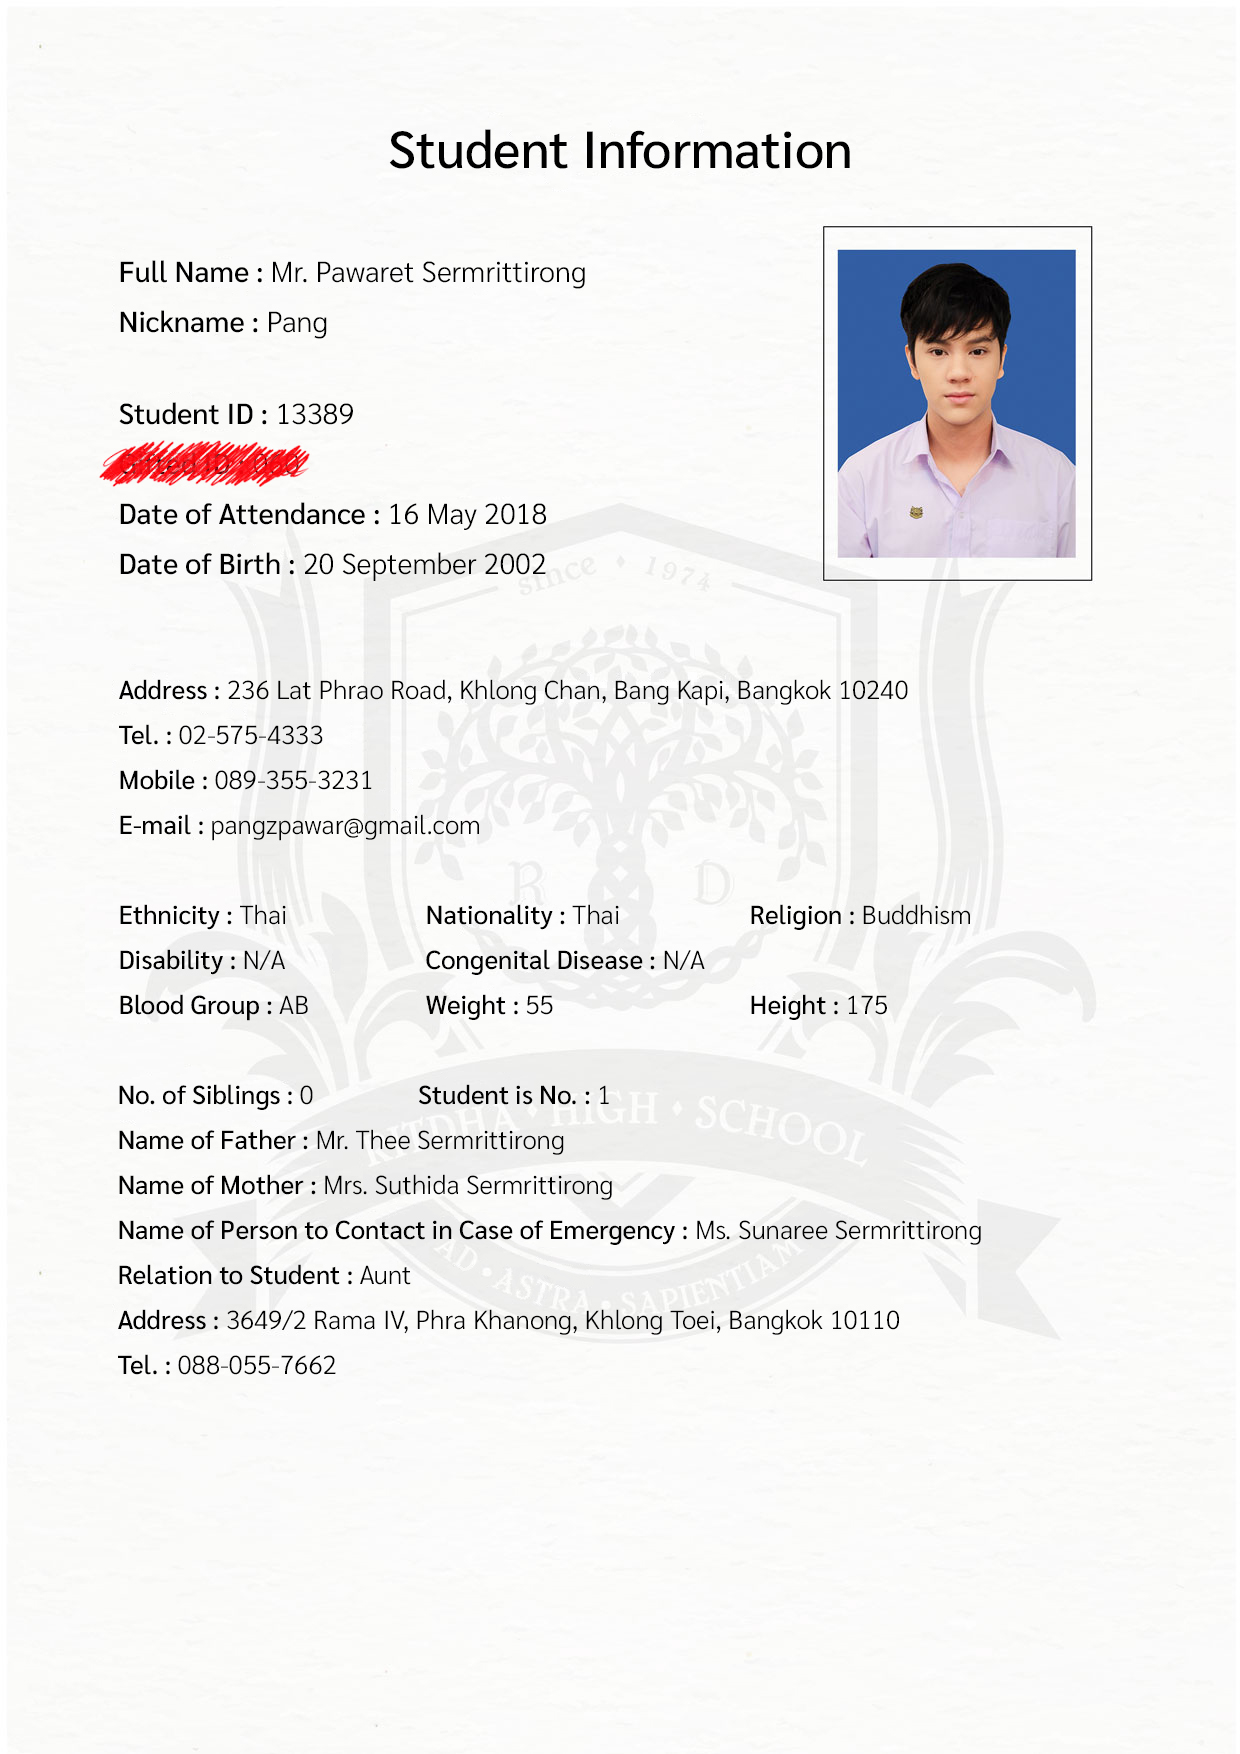 Student Information
Full Name : Mr. Pawaret Sermrittirong
Nickname : Pang
Student ID : 13389
Gifted ID : 060
Date of Attendance : 16 May 2018
Date of Birth : 20 September 2002
since • 1974
Address : 236 Lat Phrao Road, Khlong Chan, Bang Kapi, Bangkok 10240
Tel. : 02-575-4333
Mobile : 089-355-3231
E-mail : pangzpawar@gmail.com
R D
Ethnicity : Thai Nationality : Thai Religion : Buddhism
Disability : N/A Congenital Disease : N/A
Blood Group : AB Weight : 55 Height : 175
No. of Siblings : 0 Student is No. : 1
RITDHA • HIGH • SCHOOL
Name of Father : Mr. Thee Sermrittirong
Name of Mother : Mrs. Suthida Sermrittirong
Name of Person to Contact in Case of Emergency : Ms. Sunaree Sermrittirong
Relation to Student : Aunt
AD • ASTRA • SAPIENTIAM
Address : 3649/2 Rama IV, Phra Khanong, Khlong Toei, Bangkok 10110
Tel. : 088-055-7662